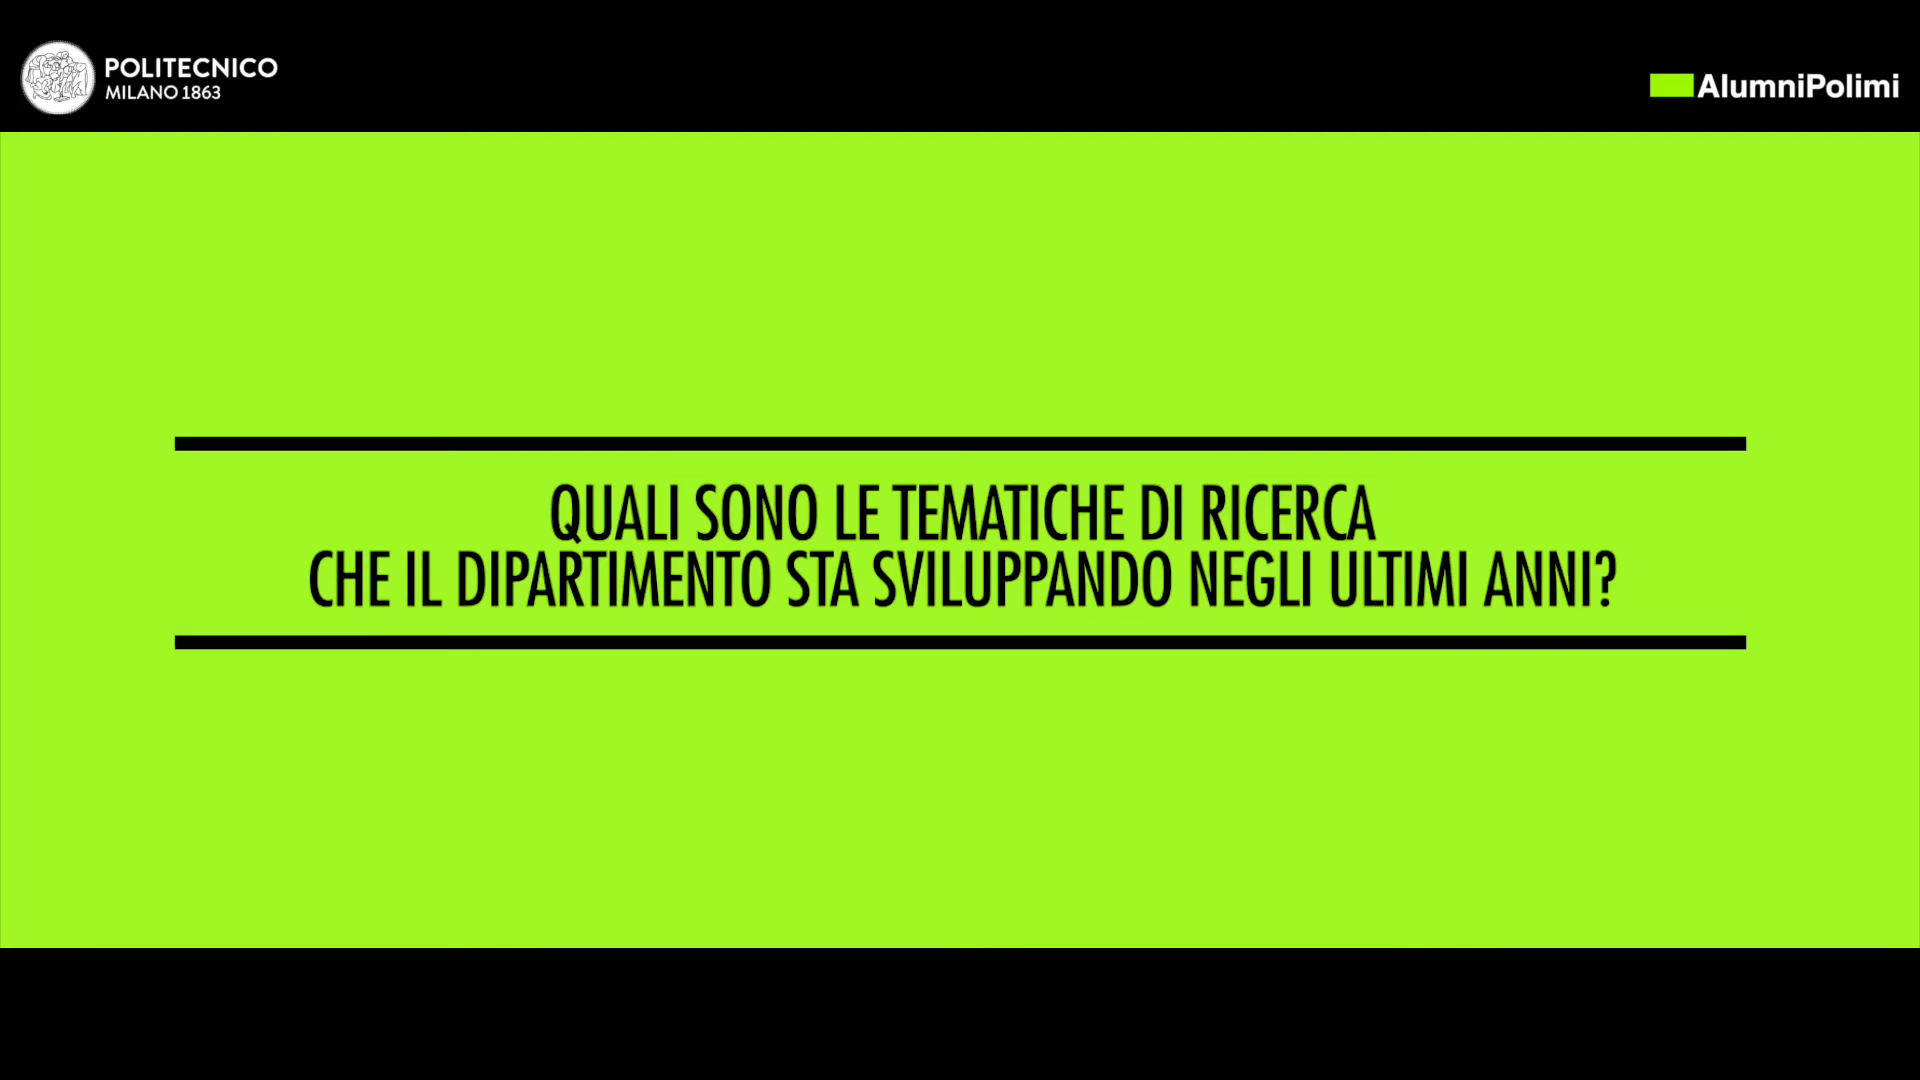 POLITECNICO
MILANO 1863
AlumniPolimi
QUALI SONO LE TEMATICHE DI RICERCA
CHE IL DIPARTIMENTO STA SVILUPPANDO NEGLI ULTIMI ANNI?